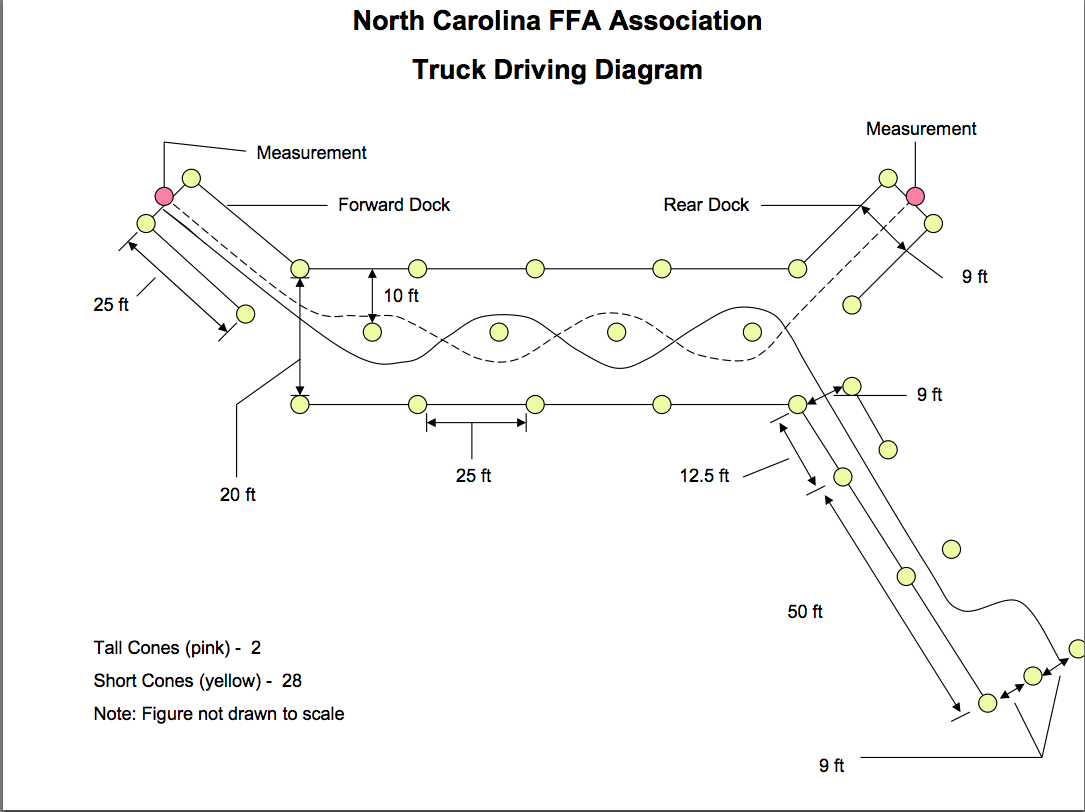 North Carolina FFA Association
Truck Driving Diagram
Measurement
Measurement
Forward Dock
Rear Dock
9 ft
25 ft
10 ft
9 ft
20 ft
25 ft
12.5 ft
50 ft
Tall Cones (pink) - 2
Short Cones (yellow) - 28
Note: Figure not drawn to scale
9 ft